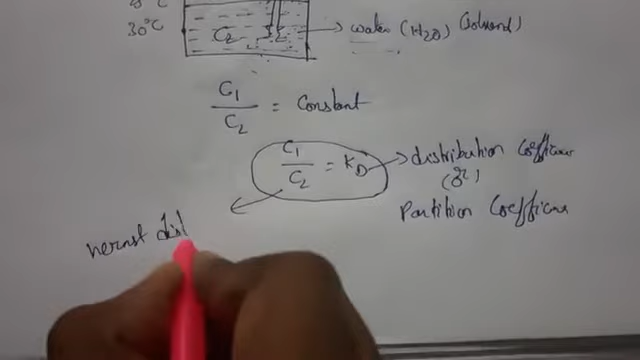 30°C
C2
water (H2O) (solvent)
C1/C2 = Constant
C1/C2 = KD → distribution coefficient
(or)
Partition Coefficient
nernst dist